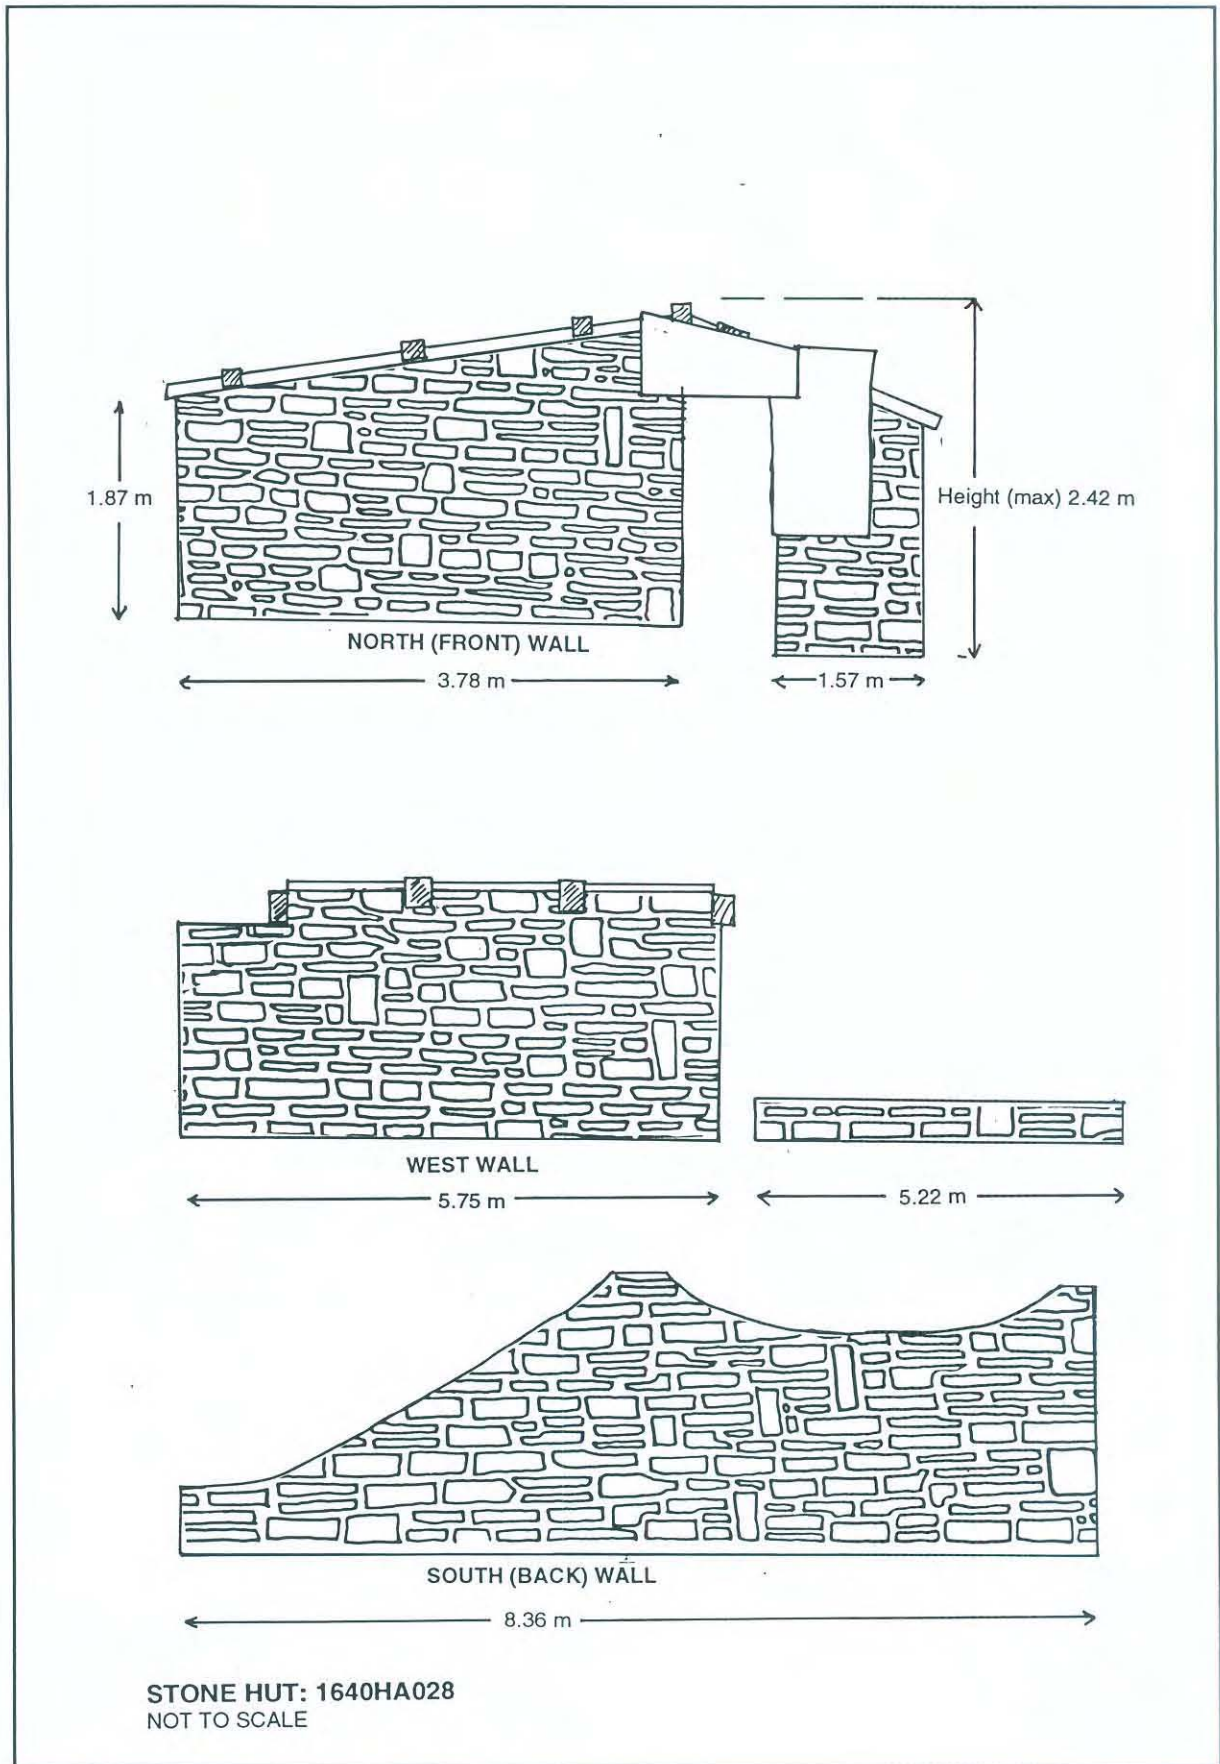 1.87 m
Height (max) 2.42 m
NORTH (FRONT) WALL
3.78 m
1.57 m
WEST WALL
5.75 m
5.22 m
SOUTH (BACK) WALL
8.36 m
STONE HUT: 1640HA028
NOT TO SCALE